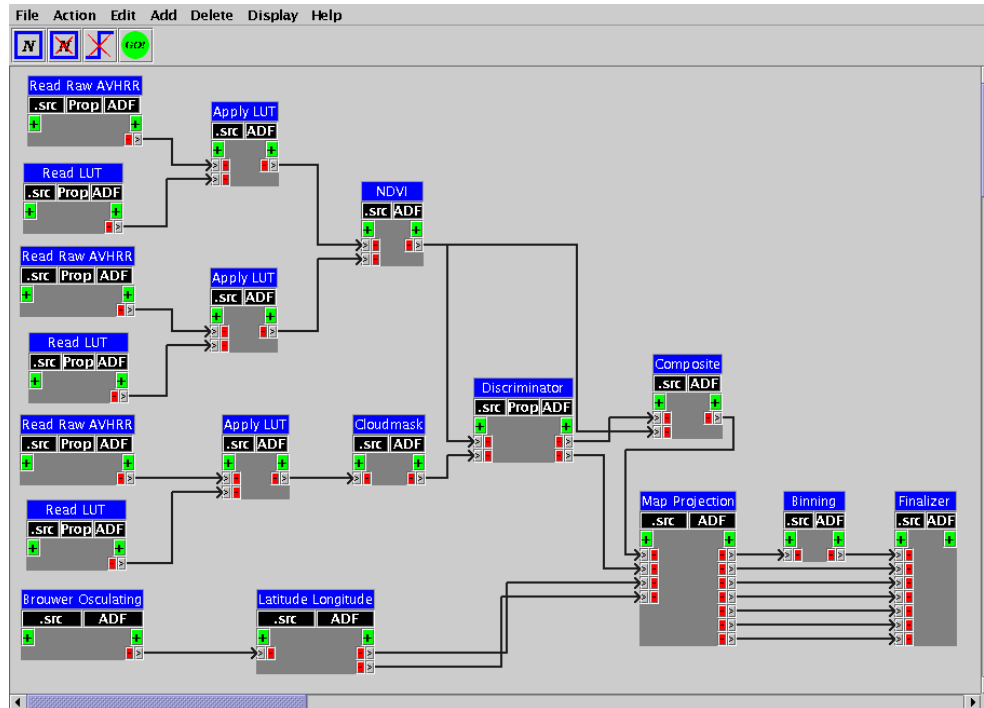 File Action Edit Add Delete Display Help
N N GO!
Read Raw AVHRR
.src Prop ADF
Apply LUT
.src ADF
Read LUT
.src Prop ADF
NDVI
.src ADF
Read Raw AVHRR
.src Prop ADF
Apply LUT
.src ADF
Read LUT
.src Prop ADF
Composite
.src ADF
Discriminator
.src Prop ADF
Read Raw AVHRR
.src Prop ADF
Apply LUT
.src ADF
Cloudmask
.src ADF
Read LUT
.src Prop ADF
Map Projection
.src ADF
Binning
.src ADF
Finalizer
.src ADF
Brouwer Osculating
.src ADF
Latitude Longitude
.src ADF